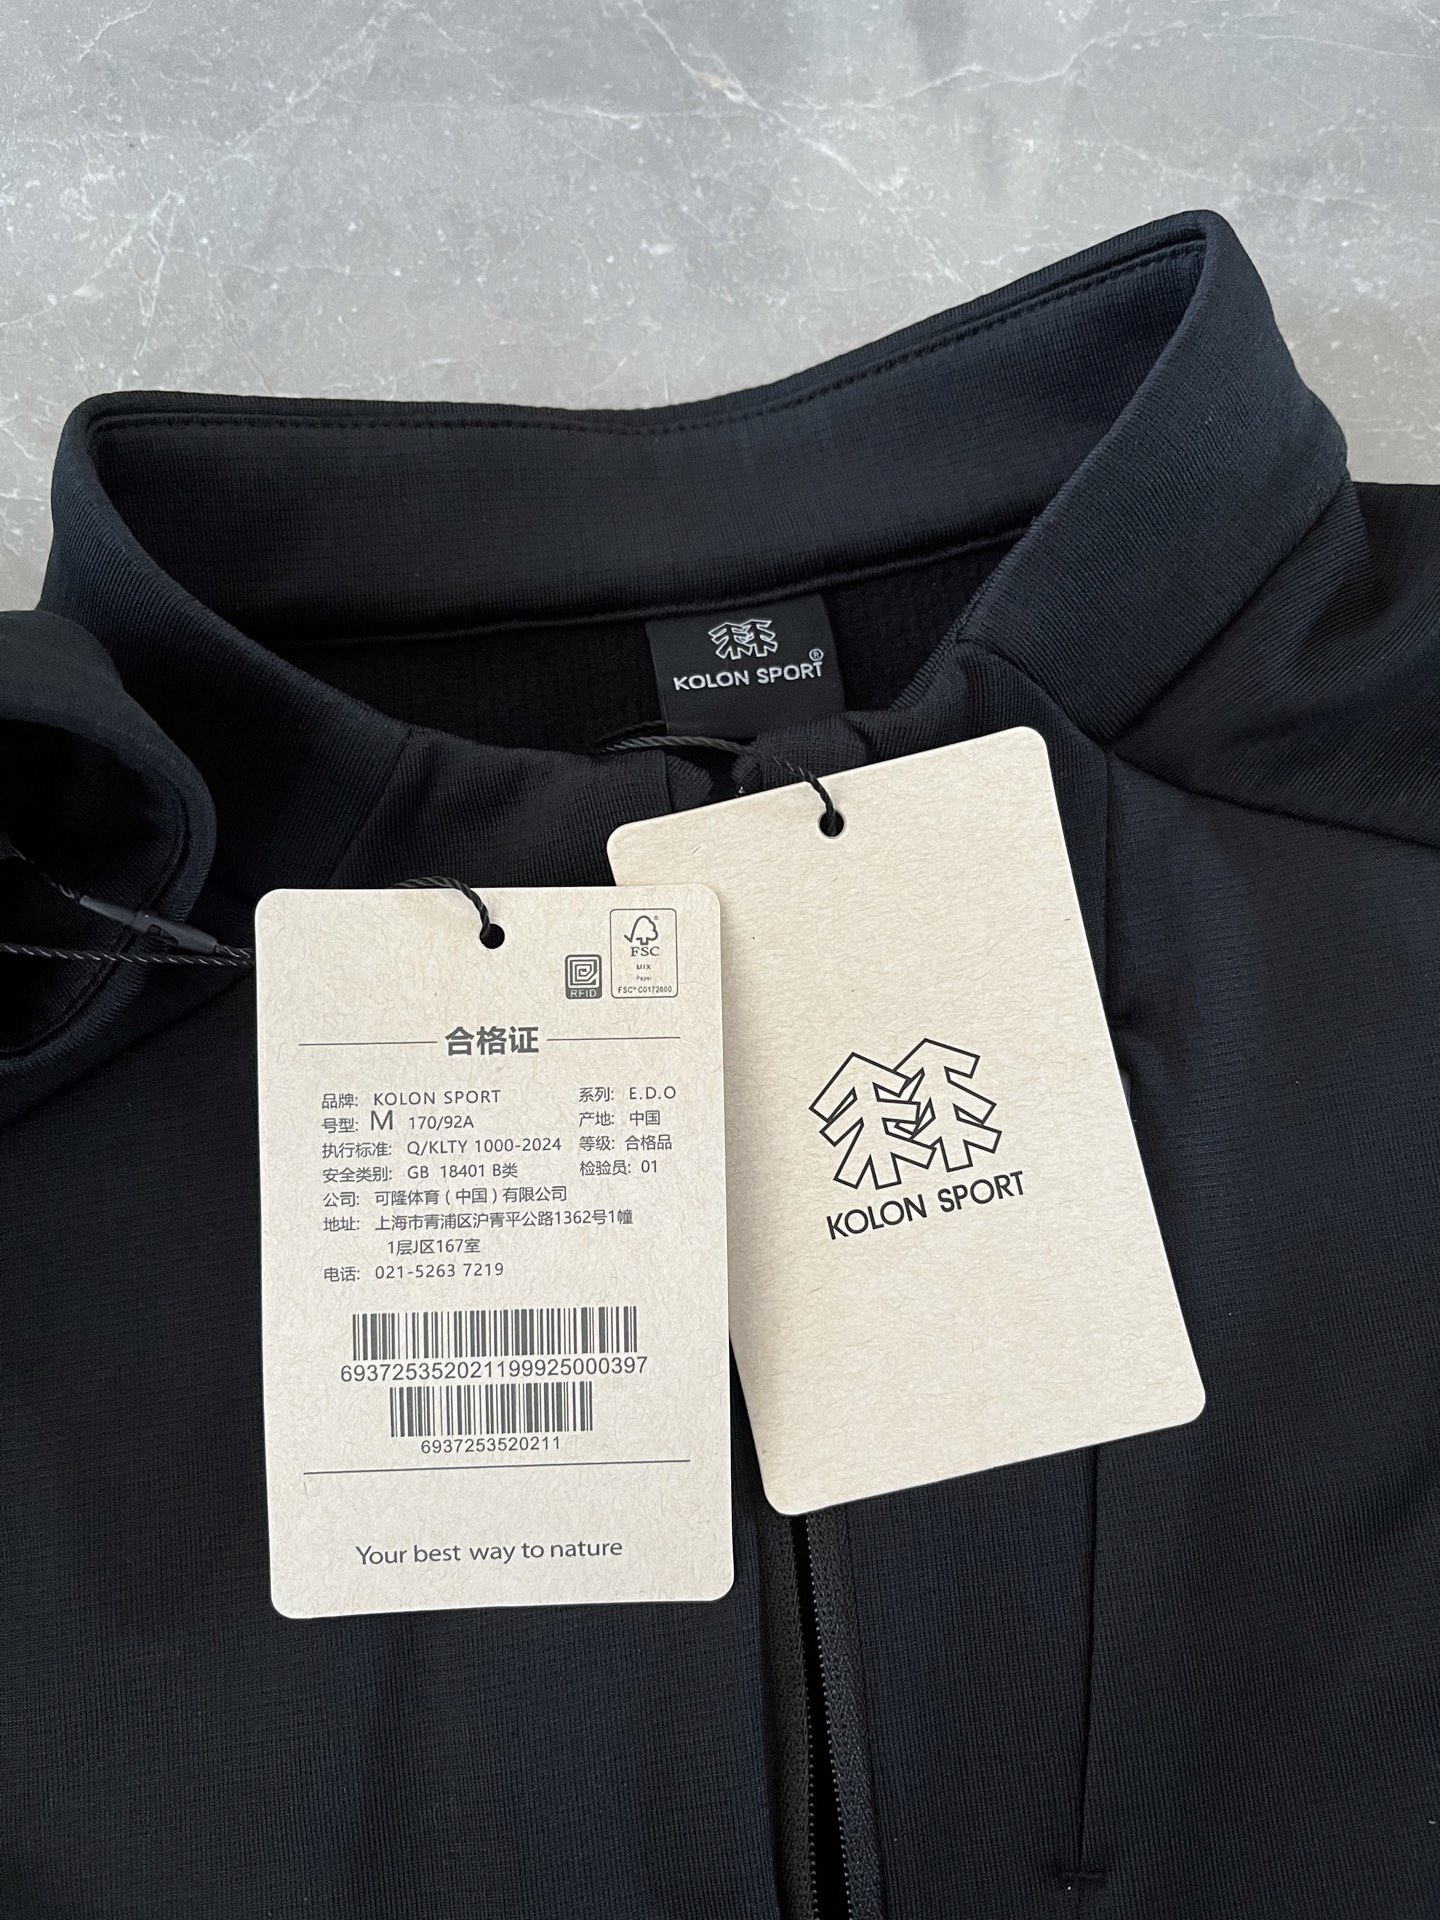 KOLON SPORT®
FSC®
MIX
Papel
FSC® C0172600
RFID
合格证
品牌: KOLON SPORT 系列: E.D.O
号型: M 170/92A 产地: 中国
执行标准: Q/KLTY 1000-2024 等级: 合格品
安全类别: GB 18401 B类 检验员: 01
公司: 可隆体育(中国)有限公司
地址: 上海市青浦区沪青平公路1362号1幢
1层J区167室
电话: 021-5263 7219
69372535202119992500​0397
6937253520211
Your best way to nature
KOLON SPORT